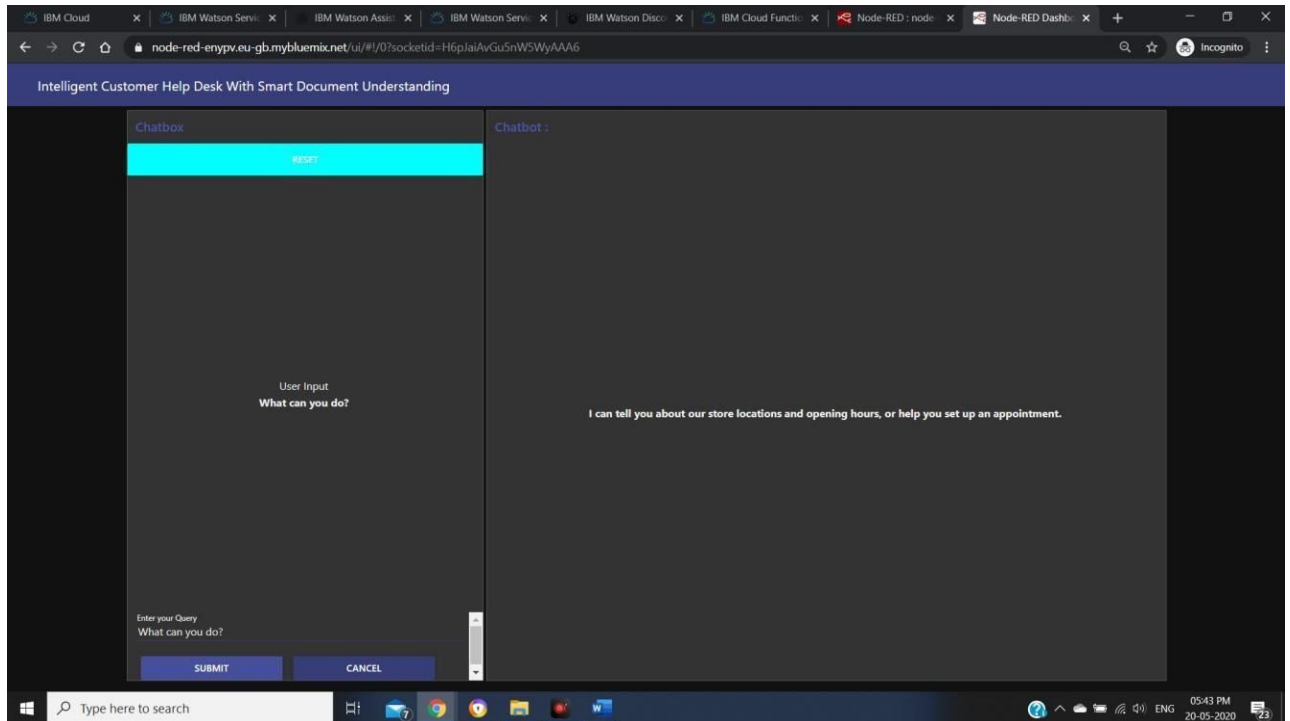 IBM Cloud
IBM Watson Servic
IBM Watson Assis
IBM Watson Servic
IBM Watson Disco
IBM Cloud Functio
Node-RED : node
Node-RED Dashb
node-red-enypv.eu-gb.mybluemix.net/ui/#!/0?socketid=H6pJaiAvGu5nW5WyAAA6
Incognito
Intelligent Customer Help Desk With Smart Document Understanding
Chatbox
RESET
User Input
What can you do?
Enter your Query
What can you do?
SUBMIT CANCEL
Chatbot :
I can tell you about our store locations and opening hours, or help you set up an appointment.
Type here to search
7
ENG
05:43 PM
20-05-2020
23